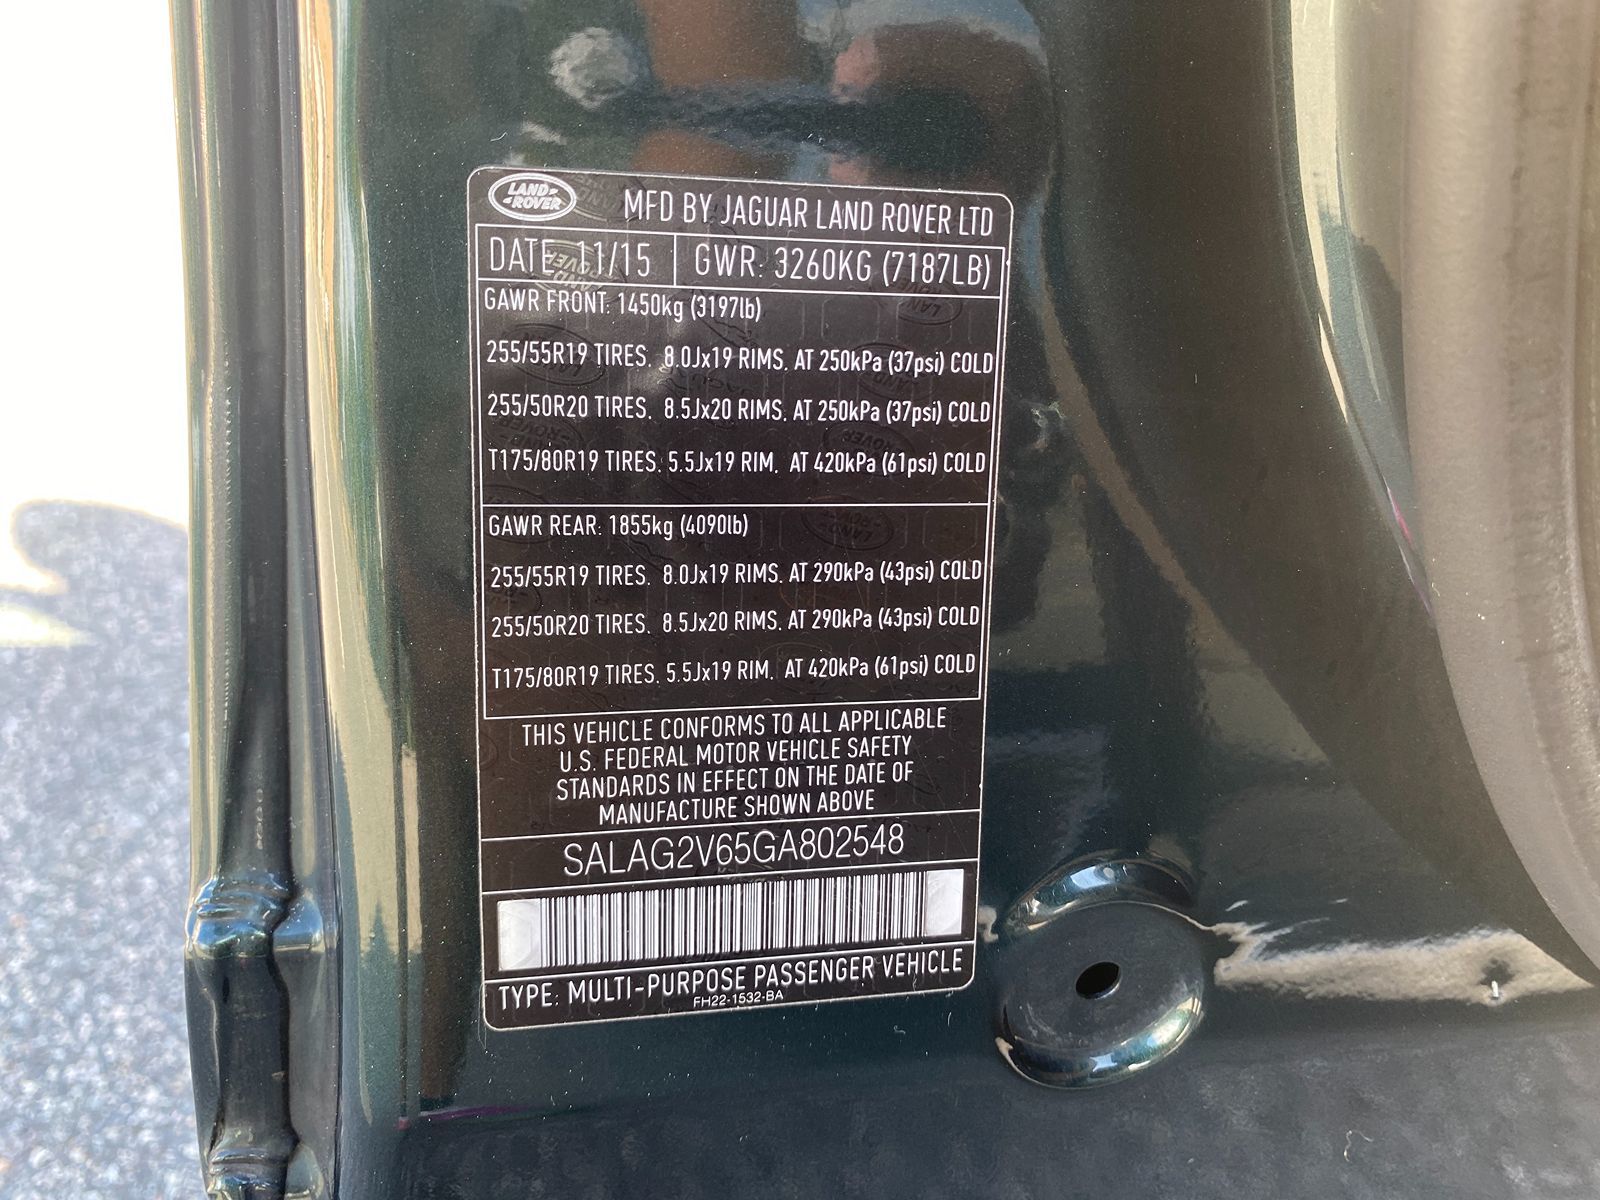 LAND-
-ROVER
MFD BY JAGUAR LAND ROVER LTD
DATE. 11/15 GWR: 3260KG (7187LB)
GAWR FRONT: 1450kg (3197lb)
255/55R19 TIRES. 8.0Jx19 RIMS. AT 250kPa (37psi) COLD
255/50R20 TIRES. 8.5Jx20 RIMS. AT 250kPa (37psi) COLD
T175/80R19 TIRES. 5.5Jx19 RIM. AT 420kPa (61psi) COLD
GAWR REAR: 1855kg (4090lb)
255/55R19 TIRES. 8.0Jx19 RIMS. AT 290kPa (43psi) COLD
255/50R20 TIRES. 8.5Jx20 RIMS. AT 290kPa (43psi) COLD
T175/80R19 TIRES. 5.5Jx19 RIM. AT 420kPa (61psi) COLD
THIS VEHICLE CONFORMS TO ALL APPLICABLE
U.S. FEDERAL MOTOR VEHICLE SAFETY
STANDARDS IN EFFECT ON THE DATE OF
MANUFACTURE SHOWN ABOVE
SALAG2V65GA802548
TYPE: MULTI-PURPOSE PASSENGER VEHICLE
FH22-1532-BA